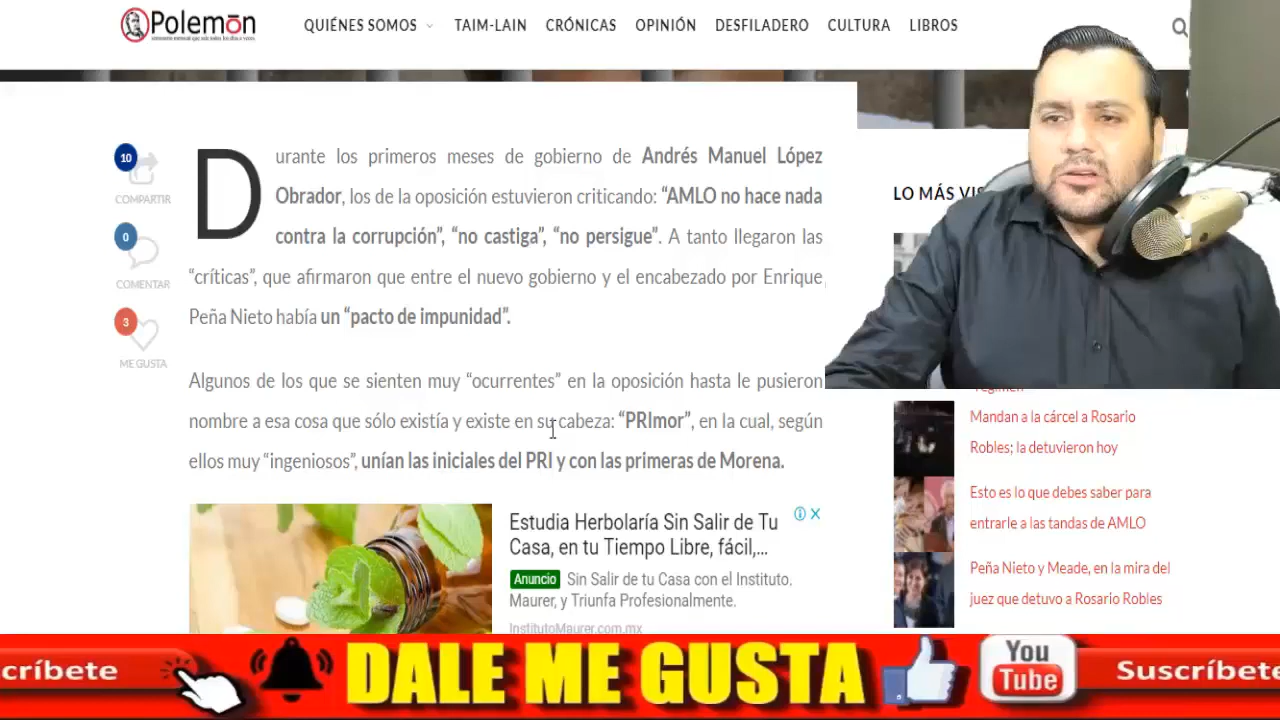 Polemōn
QUIÉNES SOMOS
TAIM-LAIN
CRÓNICAS
OPINIÓN
DESFILADERO
CULTURA
LIBROS
10
COMPARTIR
0
COMENTAR
3
ME GUSTA
Durante los primeros meses de gobierno de Andrés Manuel López
Obrador, los de la oposición estuvieron criticando: “AMLO no hace nada
contra la corrupción”, “no castiga”, “no persigue”. A tanto llegaron las
“críticas”, que afirmaron que entre el nuevo gobierno y el encabezado por Enrique
Peña Nieto había un “pacto de impunidad”.
Algunos de los que se sienten muy “ocurrentes” en la oposición hasta le pusieron
nombre a esa cosa que sólo existía y existe en su cabeza: “PRImor”, en la cual, según
ellos muy “ingeniosos”, unían las iniciales del PRI y con las primeras de Morena.
Estudia Herbolaría Sin Salir de Tu
Casa, en tu Tiempo Libre, fácil,...
Anuncio Sin Salir de tu Casa con el Instituto.
Maurer, y Triunfa Profesionalmente.
InstitutoMaurer.com.mx
LO MÁS
Mandan a la cárcel a Rosario
Robles; la detuvieron hoy
Esto es lo que debes saber para
entrarle a las tandas de AMLO
Peña Nieto y Meade, en la mira del
juez que detuvo a Rosario Robles
scríbete
DALE ME GUSTA
You
Tube
Suscríbete